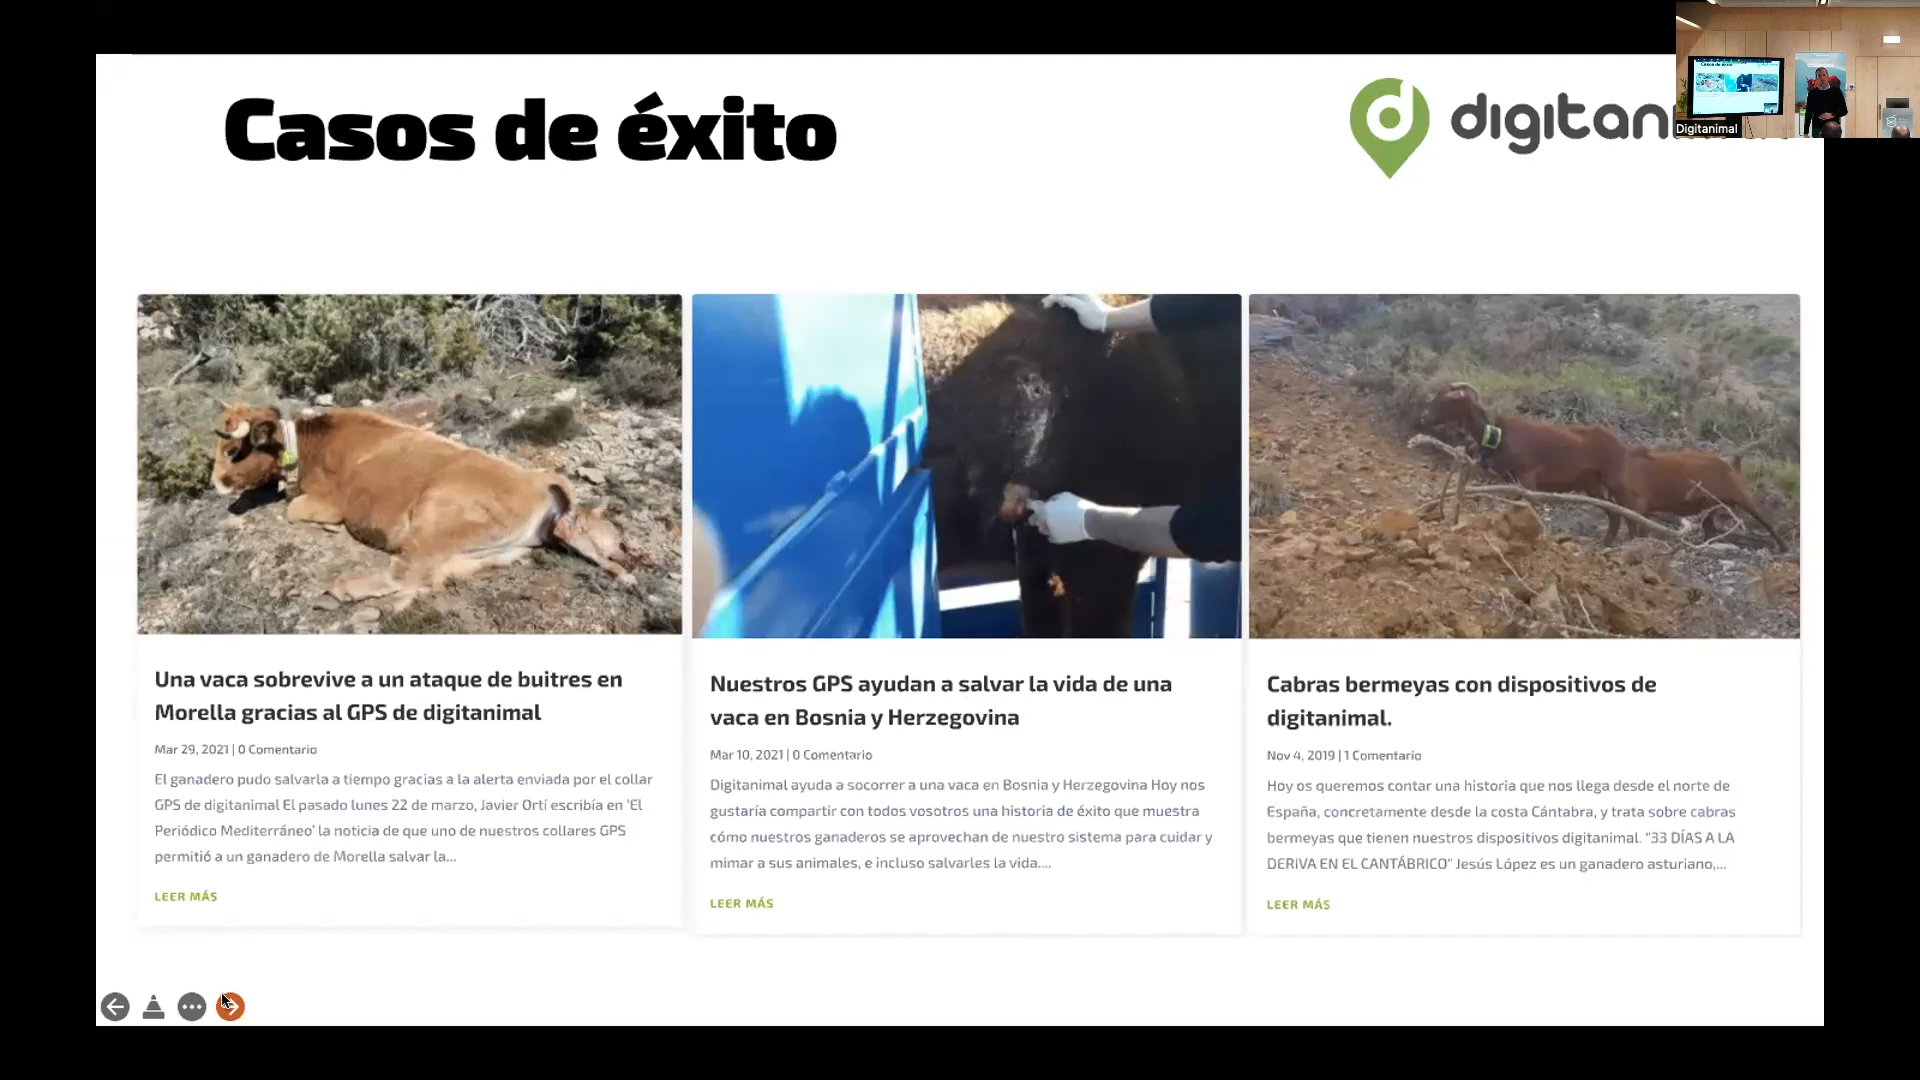 Casos de éxito
digitan
Digitanimal
Una vaca sobrevive a un ataque de buitres en
Morella gracias al GPS de digitanimal
Mar 29, 2021 | 0 Comentario
El ganadero pudo salvarla a tiempo gracias a la alerta enviada por el collar
GPS de digitanimal El pasado lunes 22 de marzo, Javier Ortí escribía en 'El
Periódico Mediterráneo' la noticia de que uno de nuestros collares GPS
permitió a un ganadero de Morella salvar la...
LEER MÁS
Nuestros GPS ayudan a salvar la vida de una
vaca en Bosnia y Herzegovina
Mar 10, 2021 | 0 Comentario
Digitanimal ayuda a socorrer a una vaca en Bosnia y Herzegovina Hoy nos
gustaría compartir con todos vosotros una historia de éxito que muestra
cómo nuestros ganaderos se aprovechan de nuestro sistema para cuidar y
mimar a sus animales, e incluso salvarles la vida....
LEER MÁS
Cabras bermeyas con dispositivos de
digitanimal.
Nov 4, 2019 | 1 Comentario
Hoy os queremos contar una historia que nos llega desde el norte de
España, concretamente desde la costa Cántabra, y trata sobre cabras
bermeyas que tienen nuestros dispositivos digitanimal. "33 DÍAS A LA
DERIVA EN EL CANTÁBRICO" Jesús López es un ganadero asturiano,...
LEER MÁS